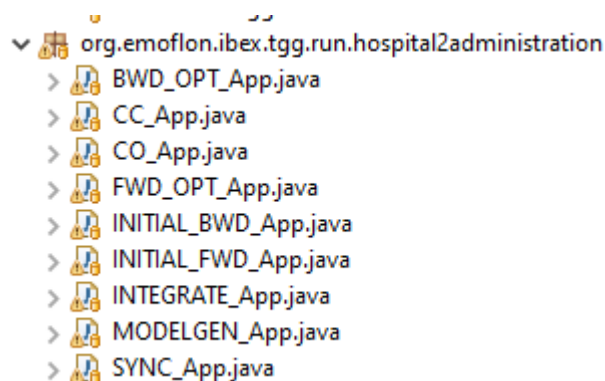 org.emoflon.ibex.tgg.run.hospital2administration
BWD_OPT_App.java
CC_App.java
CO_App.java
FWD_OPT_App.java
INITIAL_BWD_App.java
INITIAL_FWD_App.java
INTEGRATE_App.java
MODELGEN_App.java
SYNC_App.java